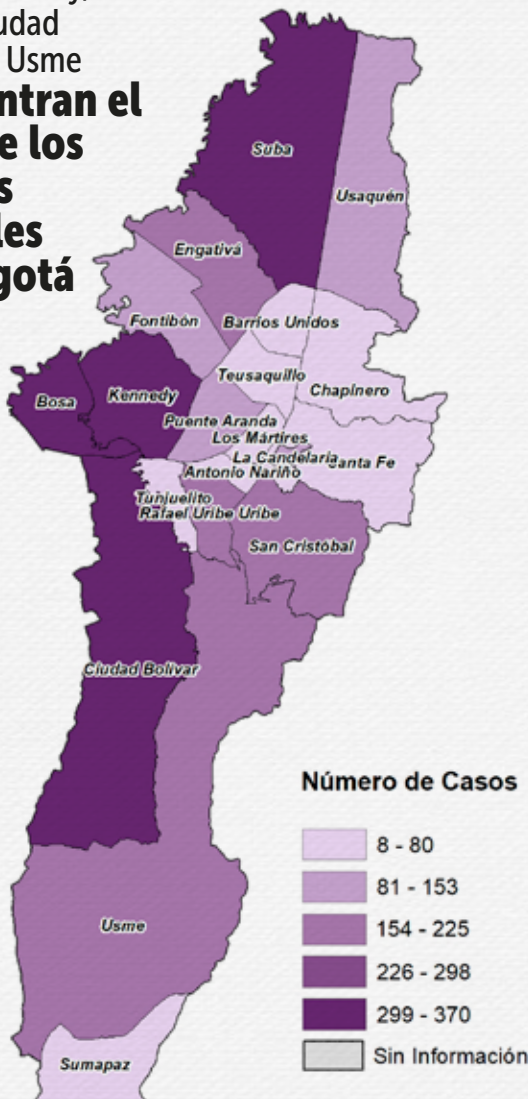 udad
Usme
ntran el
e los
s
les
gotá
Suba
Usaquén
Engativá
Fontibón
Barrios Unidos
Teusaquillo
Chapinero
Bosa
Kennedy
Puente Aranda
Los Mártires
La Candelaria
anta Fe
Antonio Nariño
Tunjuelito
Rafael Uribe Uribe
San Cristóbal
Ciudad Bolívar
Usme
Sumapaz
Número de Casos
8 - 80
81 - 153
154 - 225
226 - 298
299 - 370
Sin Información